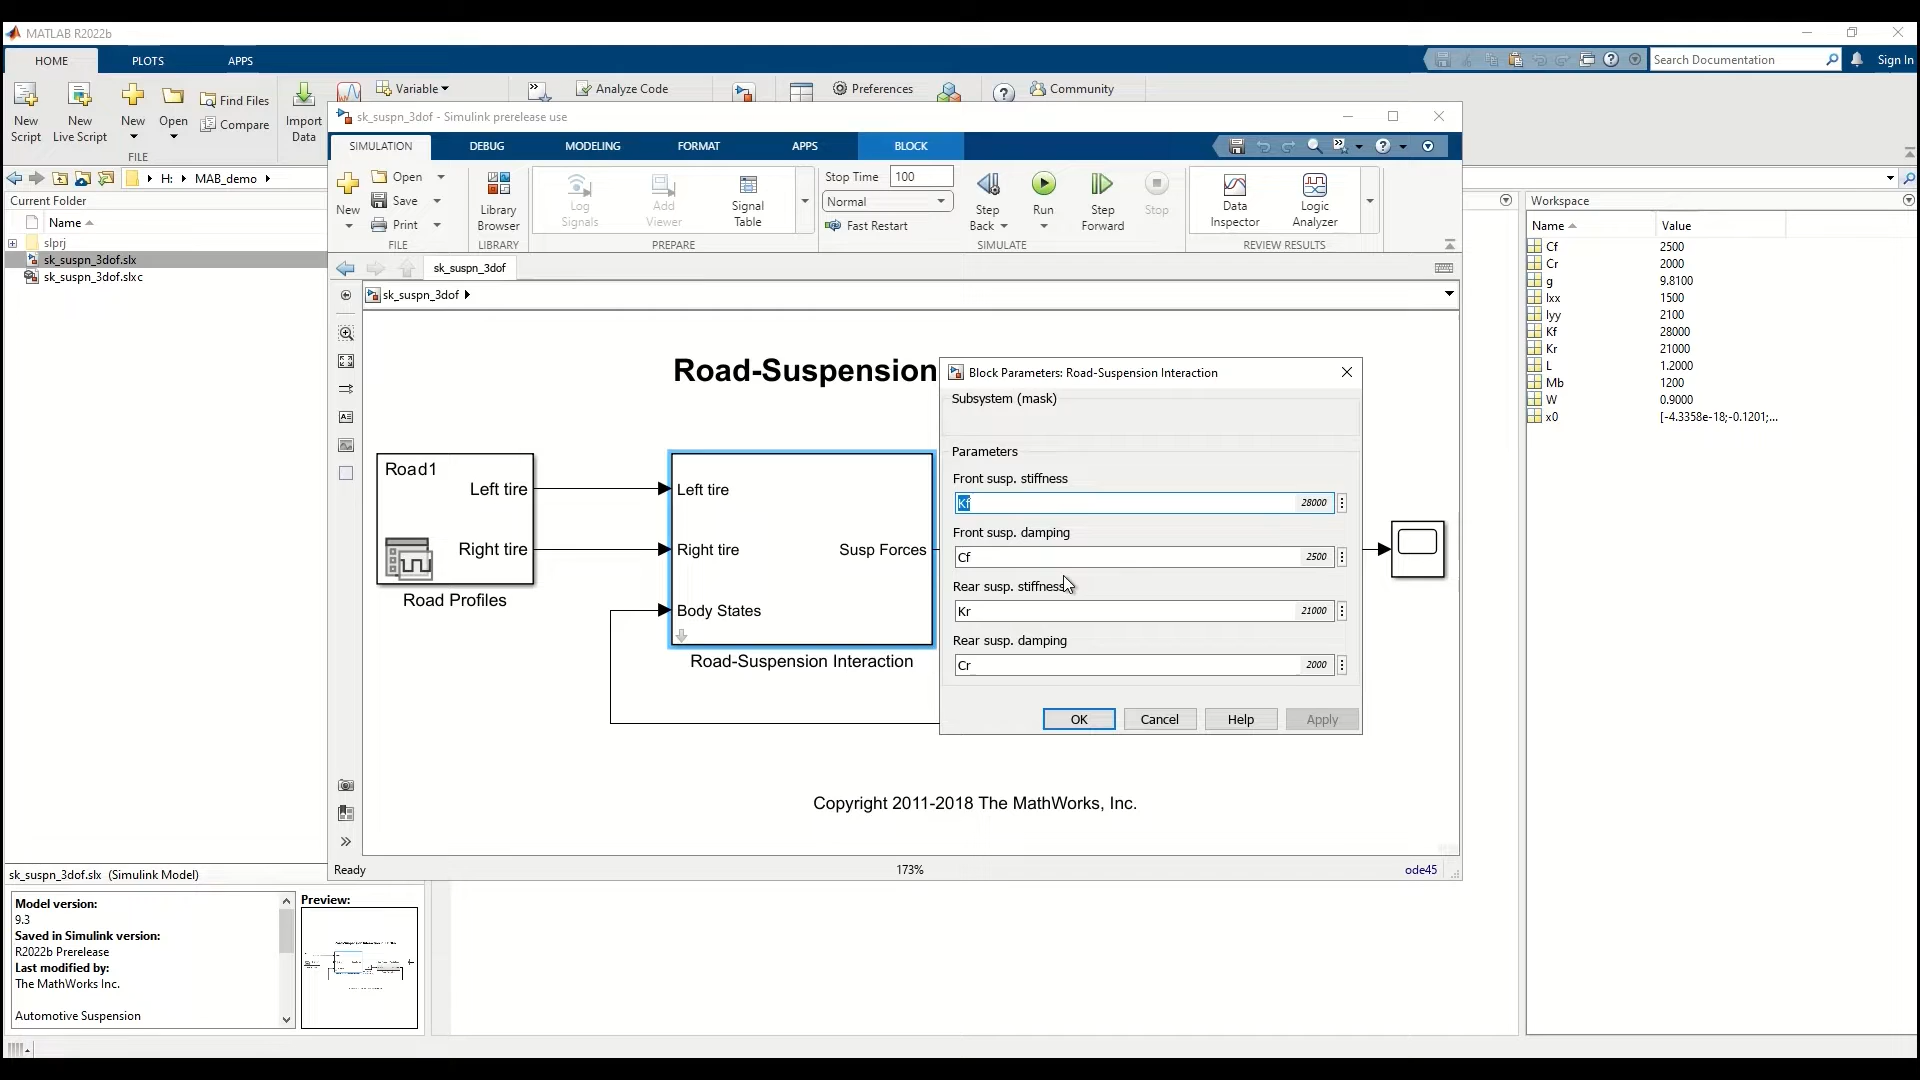 MATLAB R2022b
HOME
PLOTS
APPS
Search Documentation
Sign In
New Script
New Live Script
New
Open
Find Files
Compare
Import Data
Variable
Analyze Code
Preferences
Community
FILE
H:
MAB_demo
Current Folder
Name
slprj
sk_suspn_3dof.slx
sk_suspn_3dof.slxc
sk_suspn_3dof - Simulink prerelease use
SIMULATION
DEBUG
MODELING
FORMAT
APPS
BLOCK
New
Open
Save
Print
FILE
Library Browser
LIBRARY
Log Signals
Add Viewer
Signal Table
PREPARE
Stop Time
100
Normal
Fast Restart
Step Back
Run
Step Forward
Stop
SIMULATE
Data Inspector
Logic Analyzer
REVIEW RESULTS
sk_suspn_3dof
sk_suspn_3dof
Road-Suspension
Road1
Left tire
Right tire
Road Profiles
Left tire
Right tire
Body States
Susp Forces
Road-Suspension Interaction
Copyright 2011-2018 The MathWorks, Inc.
Ready
173%
ode45
Block Parameters: Road-Suspension Interaction
Subsystem (mask)
Parameters
Front susp. stiffness
Kf 28000
Front susp. damping
Cf 2500
Rear susp. stiffness
Kr 21000
Rear susp. damping
Cr 2000
OK
Cancel
Help
Apply
Workspace
Name Value
Cf 2500
Cr 2000
g 9.8100
Ixx 1500
Iyy 2100
Kf 28000
Kr 21000
L 1.2000
Mb 1200
W 0.9000
x0 [-4.3358e-18;-0.1201;...
sk_suspn_3dof.slx (Simulink Model)
Model version:
9.3
Saved in Simulink version:
R2022b Prerelease
Last modified by:
The MathWorks Inc.
Automotive Suspension
Preview: